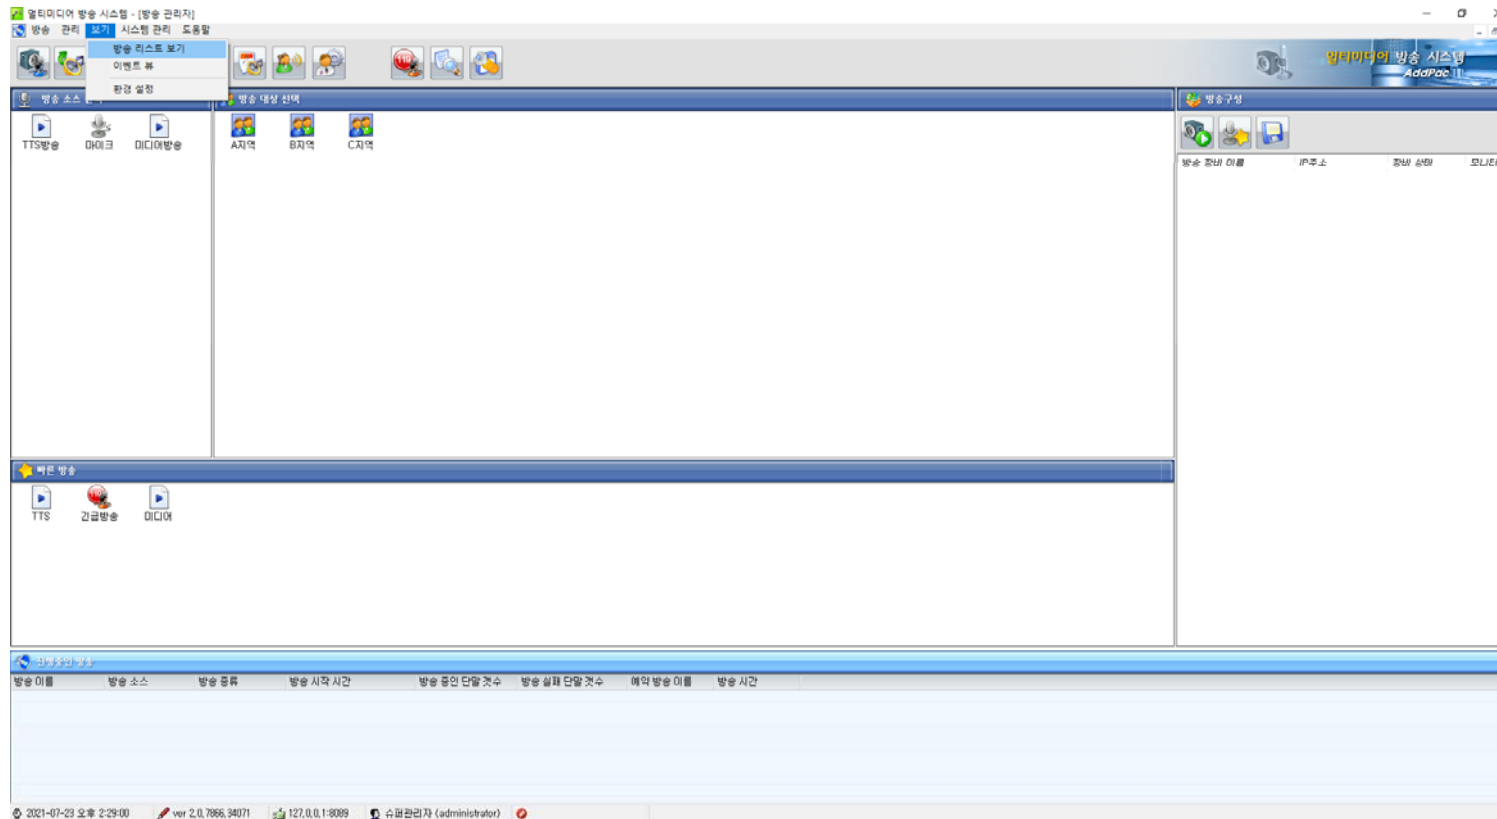 멀티미디어 방송 시스템 - [방송 관리자]
방송 관리 보기 시스템 관리 도움말
방송 리스트 보기
이벤트 뷰
환경 설정
멀티미디어 방송 시스템
AddPac
방송 소스
방송 대상 선택
방송구성
TTS방송 마이크 미디어방송
A지역 B지역 C지역
방송 장비 이름 IP주소 장비 상태 모니터
빠른 방송
TTS 긴급방송 미디어
진행중인 방송
방송 이름 방송 소스 방송 종류 방송 시작 시간 방송 중인 단말 갯수 방송 실패 단말 갯수 예약 방송 이름 방송 시간
2021-07-23 오후 2:29:00 ver 2,0,7866,34071 127,0,0,1:8089 슈퍼관리자 (administrator)